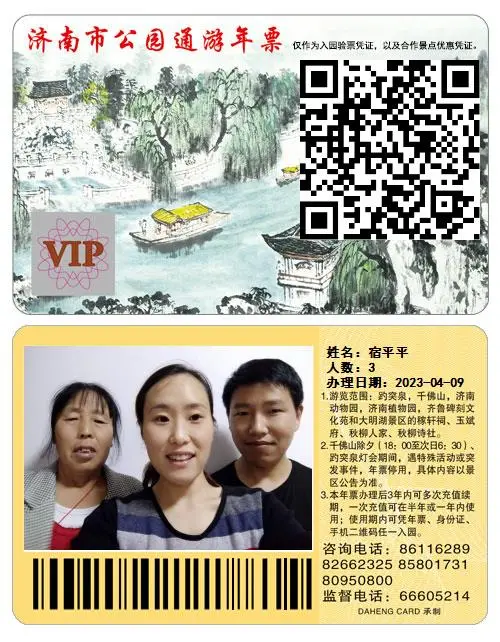 济南市公园通游年票
仅作为入园验票凭证，以及合作景点优惠凭证。
VIP
姓名：宿平平
人数：3
办理日期：2023-04-09
1.游览范围：趵突泉，千佛山，济南
动物园，济南植物园，齐鲁碑刻文
化苑和大明湖景区的稼轩祠、玉斌
府、秋柳人家、秋柳诗社。
2.千佛山除夕（18：00至次日6：30）、
趵突泉灯会期间，遇特殊活动或突
发事件，年票停用，具体内容以景
区公告为准。
3.本年票办理后3年内可多次充值续
期，一次充值可在半年或一年内使
用；使用期内可凭年票、身份证、
手机二维码任一入园。
咨询电话：86116289
82662325 85801731
80950800
监督电话：66605214
DAHENG CARD 承制